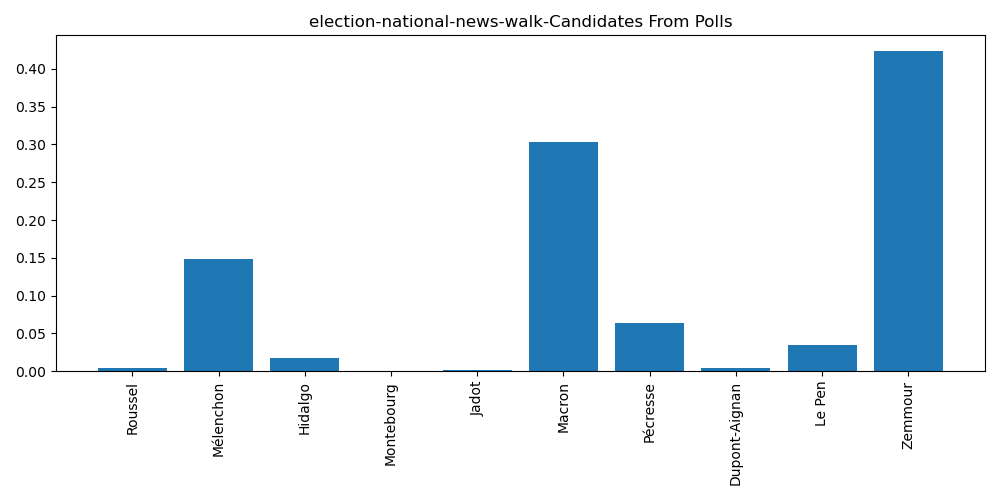 election-national-news-walk-Candidates From Polls
0.40
0.35
0.30
0.25
0.20
0.15
0.10
0.05
0.00
Roussel
Mélenchon
Hidalgo
Montebourg
Jadot
Macron
Pécresse
Dupont-Aignan
Le Pen
Zemmour